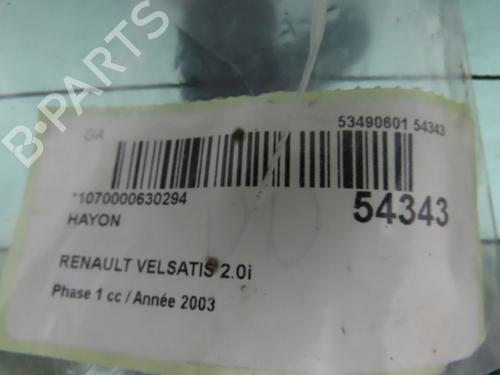 B-PARTS
GA
53490601 54343
*1070000630294
54343
HAYON
RENAULT VELSATIS 2.0i
Phase 1 cc / Année 2003